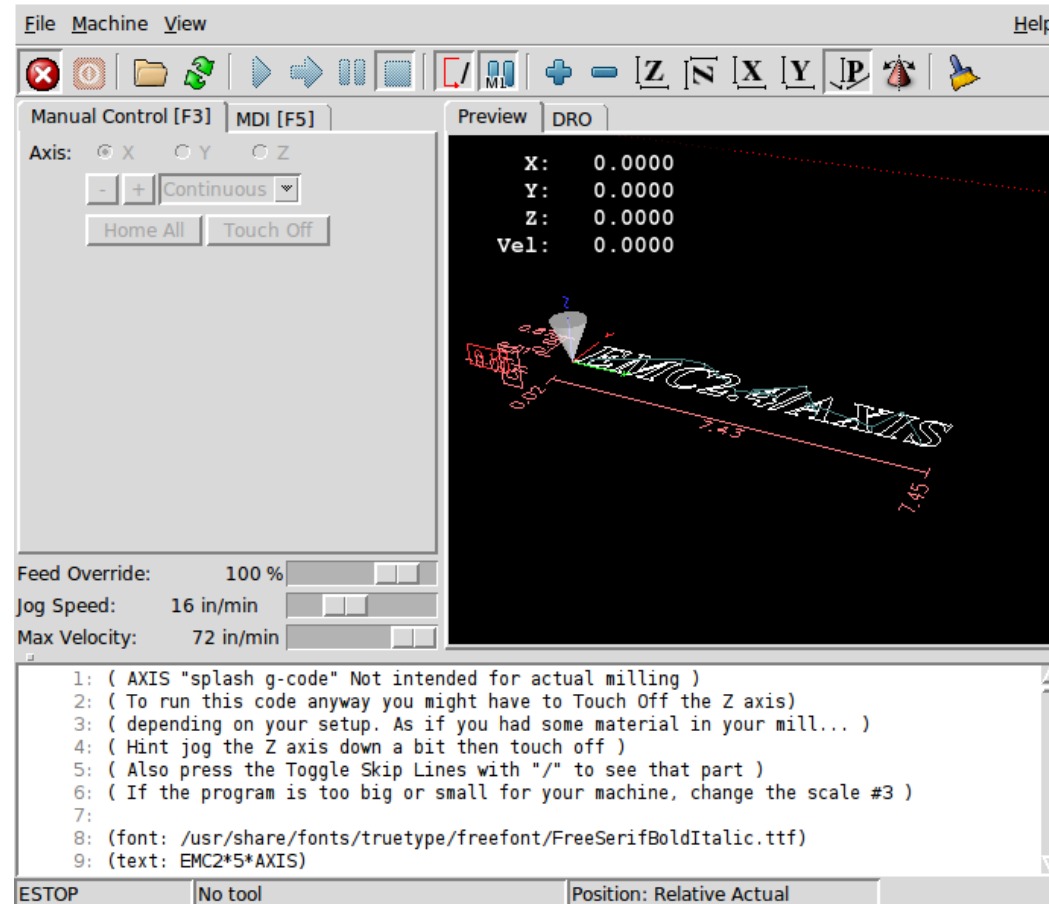 File Machine View Help
M1 Z N X Y P
Manual Control [F3] MDI [F5] Preview DRO
Axis: X Y Z
- + Continuous
Home All Touch Off
X: 0.0000
Y: 0.0000
Z: 0.0000
Vel: 0.0000
Z
EMC2.4/AXIS
0.02
7.43
7.45
Feed Override: 100 %
Jog Speed: 16 in/min
Max Velocity: 72 in/min
1: ( AXIS "splash g-code" Not intended for actual milling )
2: ( To run this code anyway you might have to Touch Off the Z axis)
3: ( depending on your setup. As if you had some material in your mill... )
4: ( Hint jog the Z axis down a bit then touch off )
5: ( Also press the Toggle Skip Lines with "/" to see that part )
6: ( If the program is too big or small for your machine, change the scale #3 )
7:
8: (font: /usr/share/fonts/truetype/freefont/FreeSerifBoldItalic.ttf)
9: (text: EMC2*5*AXIS)
ESTOP No tool Position: Relative Actual